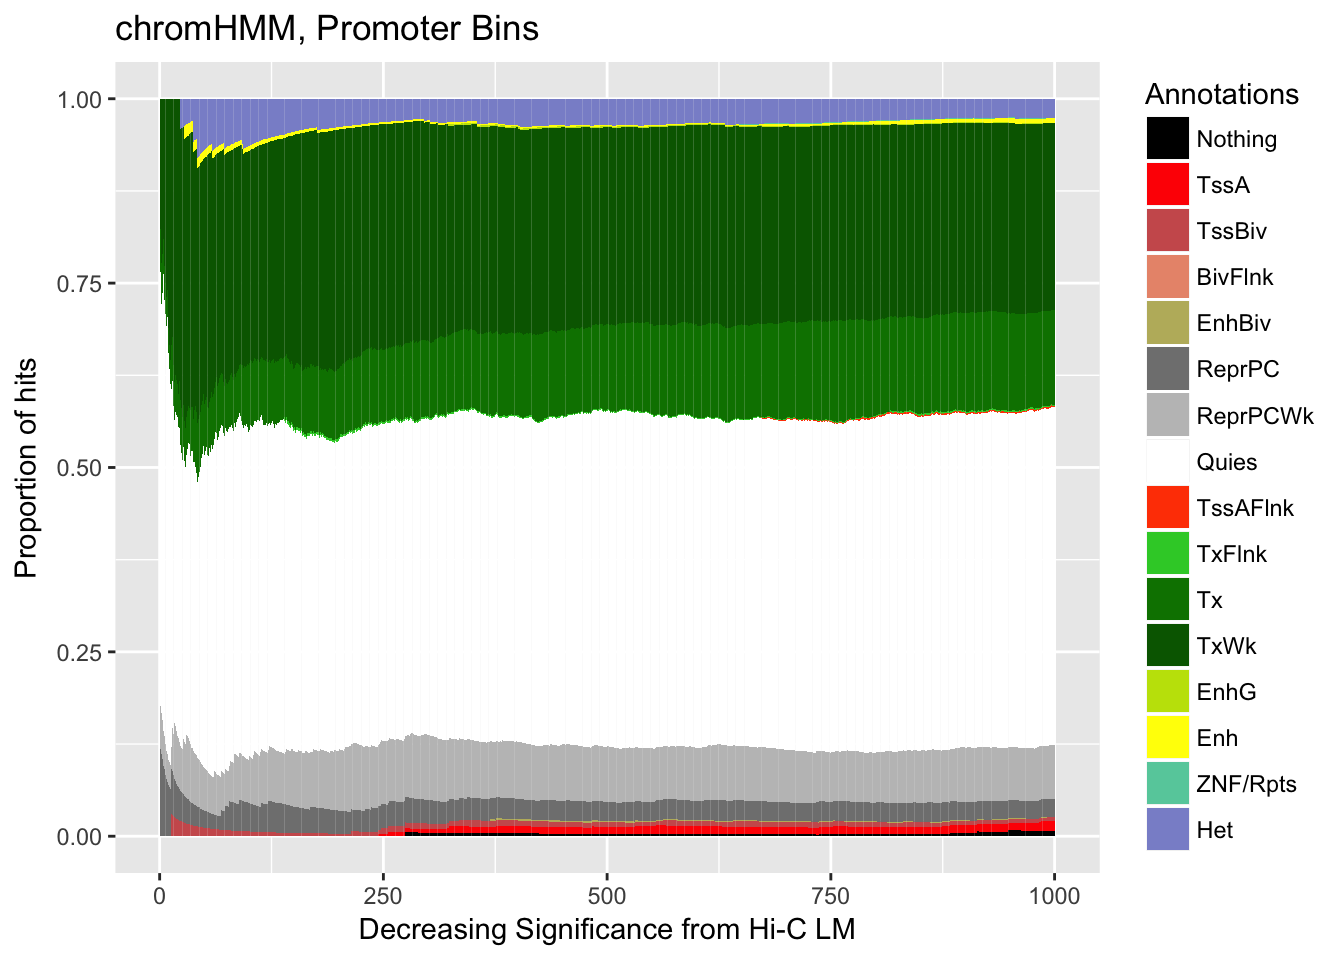 chromHMM, Promoter Bins
1.00
0.75
0.50
0.25
0.00
Proportion of hits
0
250
500
750
1000
Decreasing Significance from Hi-C LM
Annotations
Nothing
TssA
TssBiv
BivFlnk
EnhBiv
ReprPC
ReprPCWk
Quies
TssAFlnk
TxFlnk
Tx
TxWk
EnhG
Enh
ZNF/Rpts
Het